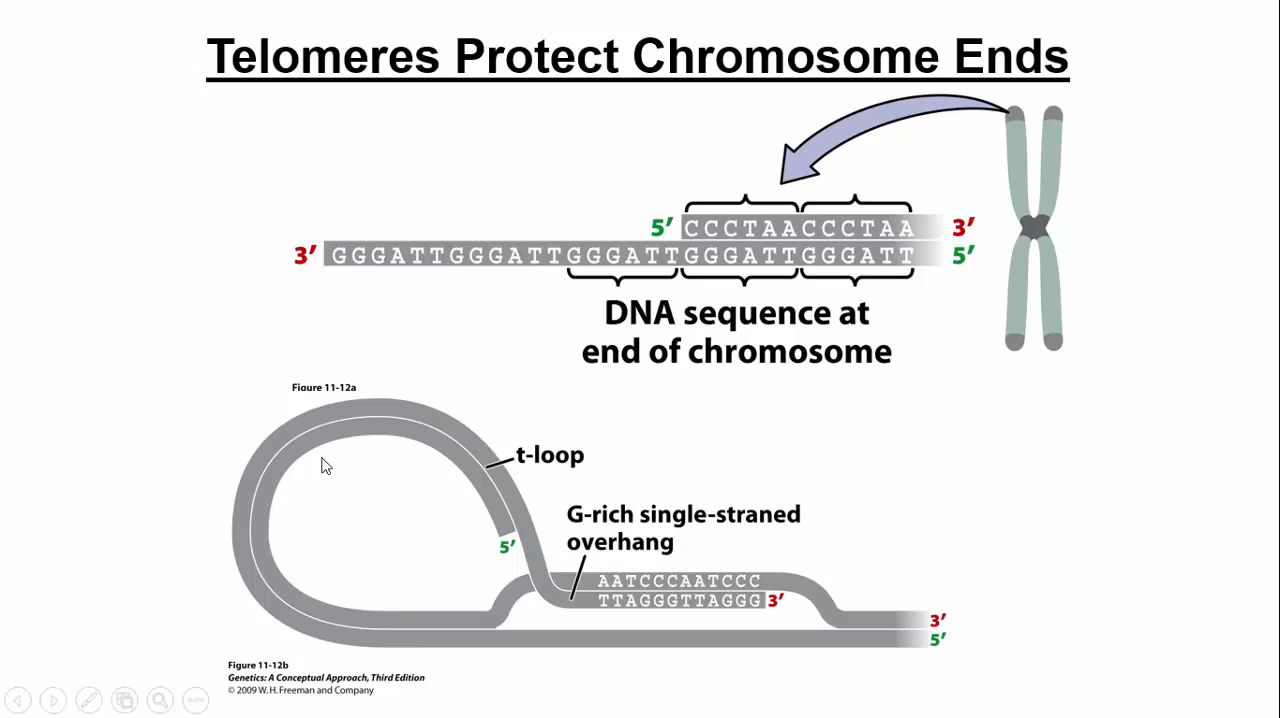 Telomeres Protect Chromosome Ends
5′ CCCTAACCCTAA 3′
3′ GGGATTGGGATTGGGATTGGGATTGGGATT 5′
DNA sequence at
end of chromosome
Figure 11-12a
t-loop
G-rich single-straned
overhang
5′
AATCCCAATCCC
TTAGGGTTAGGG 3′
3′
5′
Figure 11-12b
Genetics: A Conceptual Approach, Third Edition
© 2009 W. H. Freeman and Company